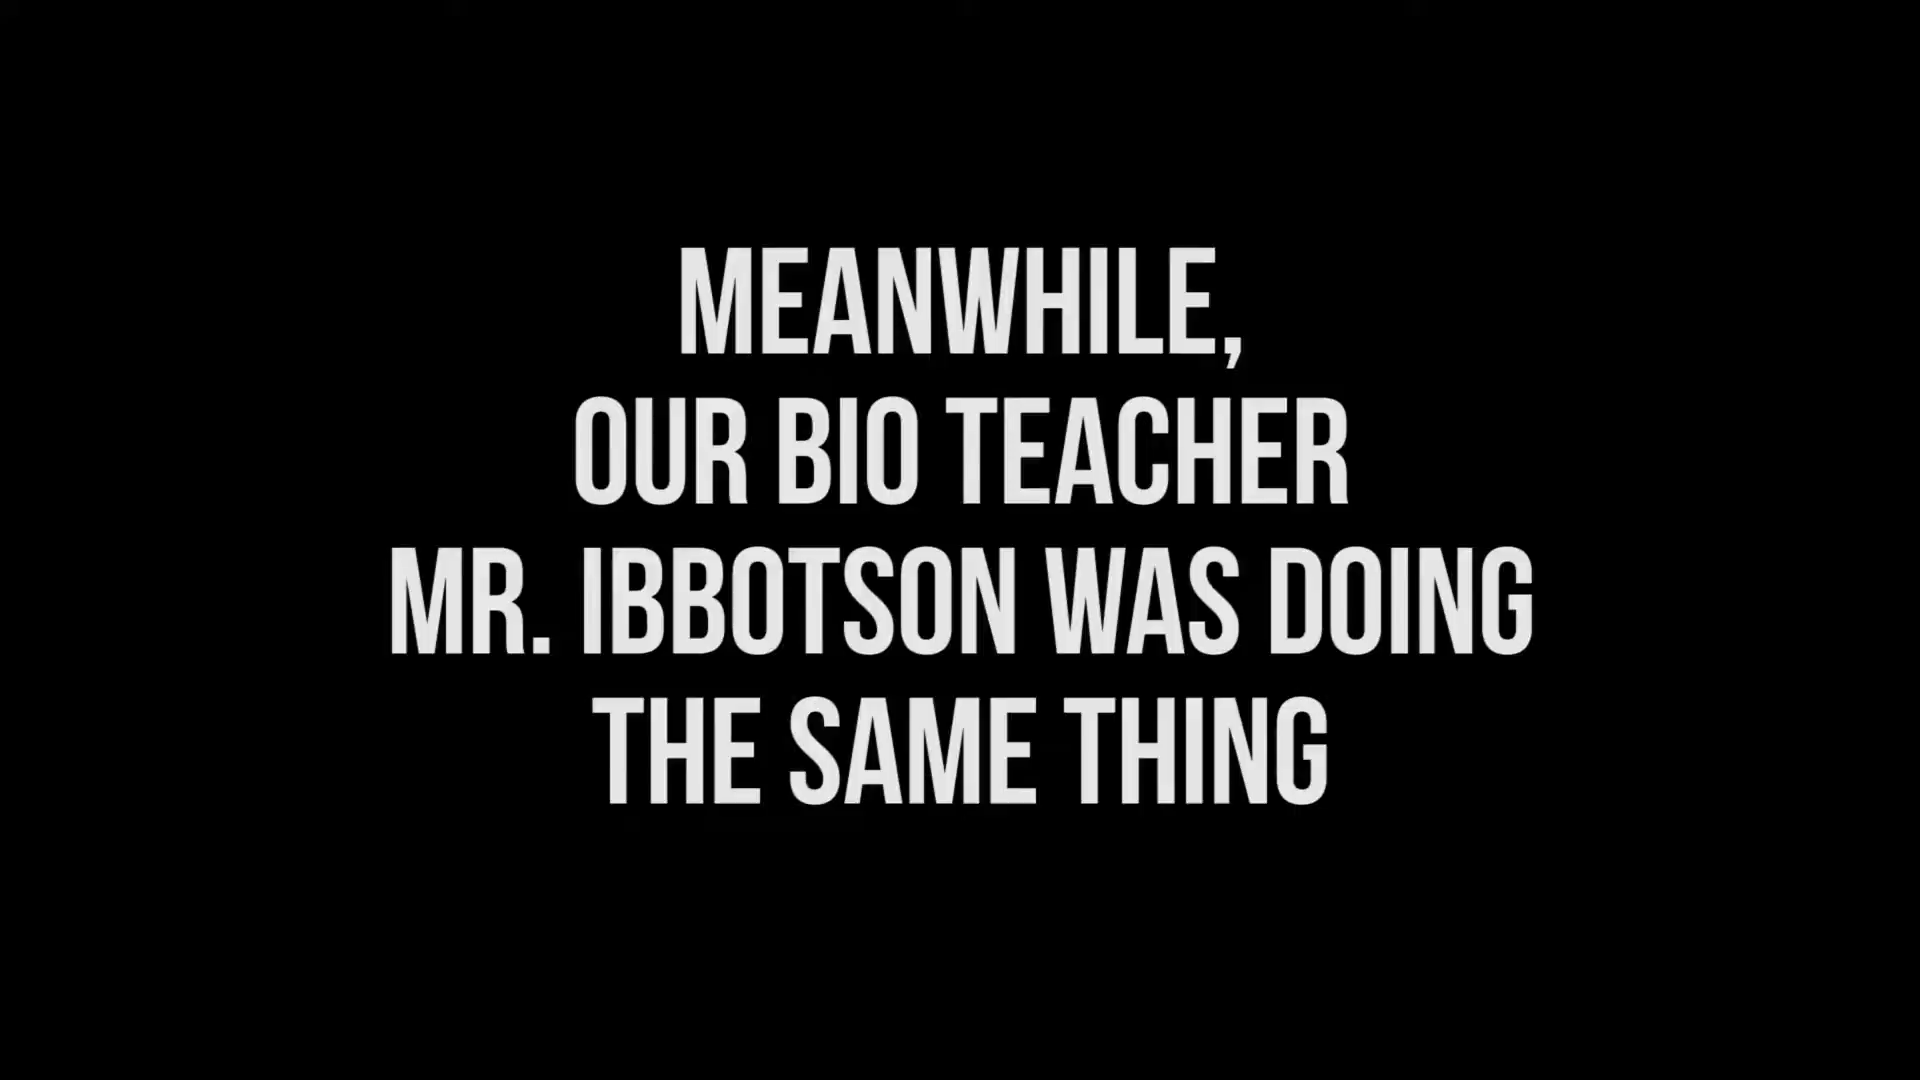 MEANWHILE,
OUR BIO TEACHER
MR. IBBOTSON WAS DOING
THE SAME THING